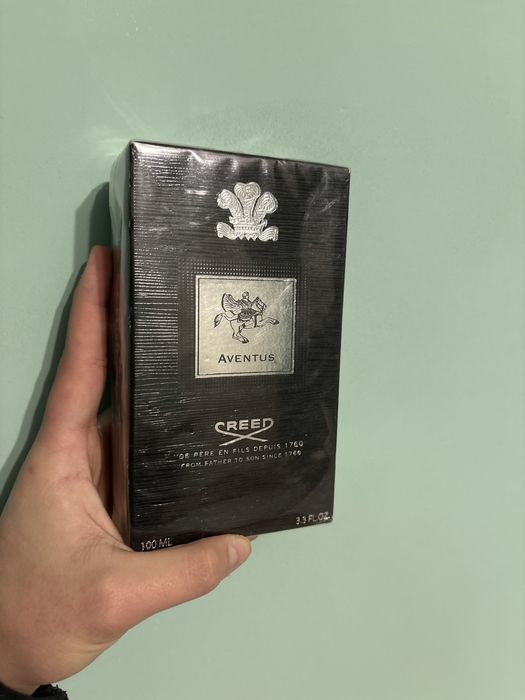 AVENTUS
CREED
DE PÈRE EN FILS DEPUIS 1760
FROM FATHER TO SON SINCE 1760
100 ML
3.3 FL.OZ.